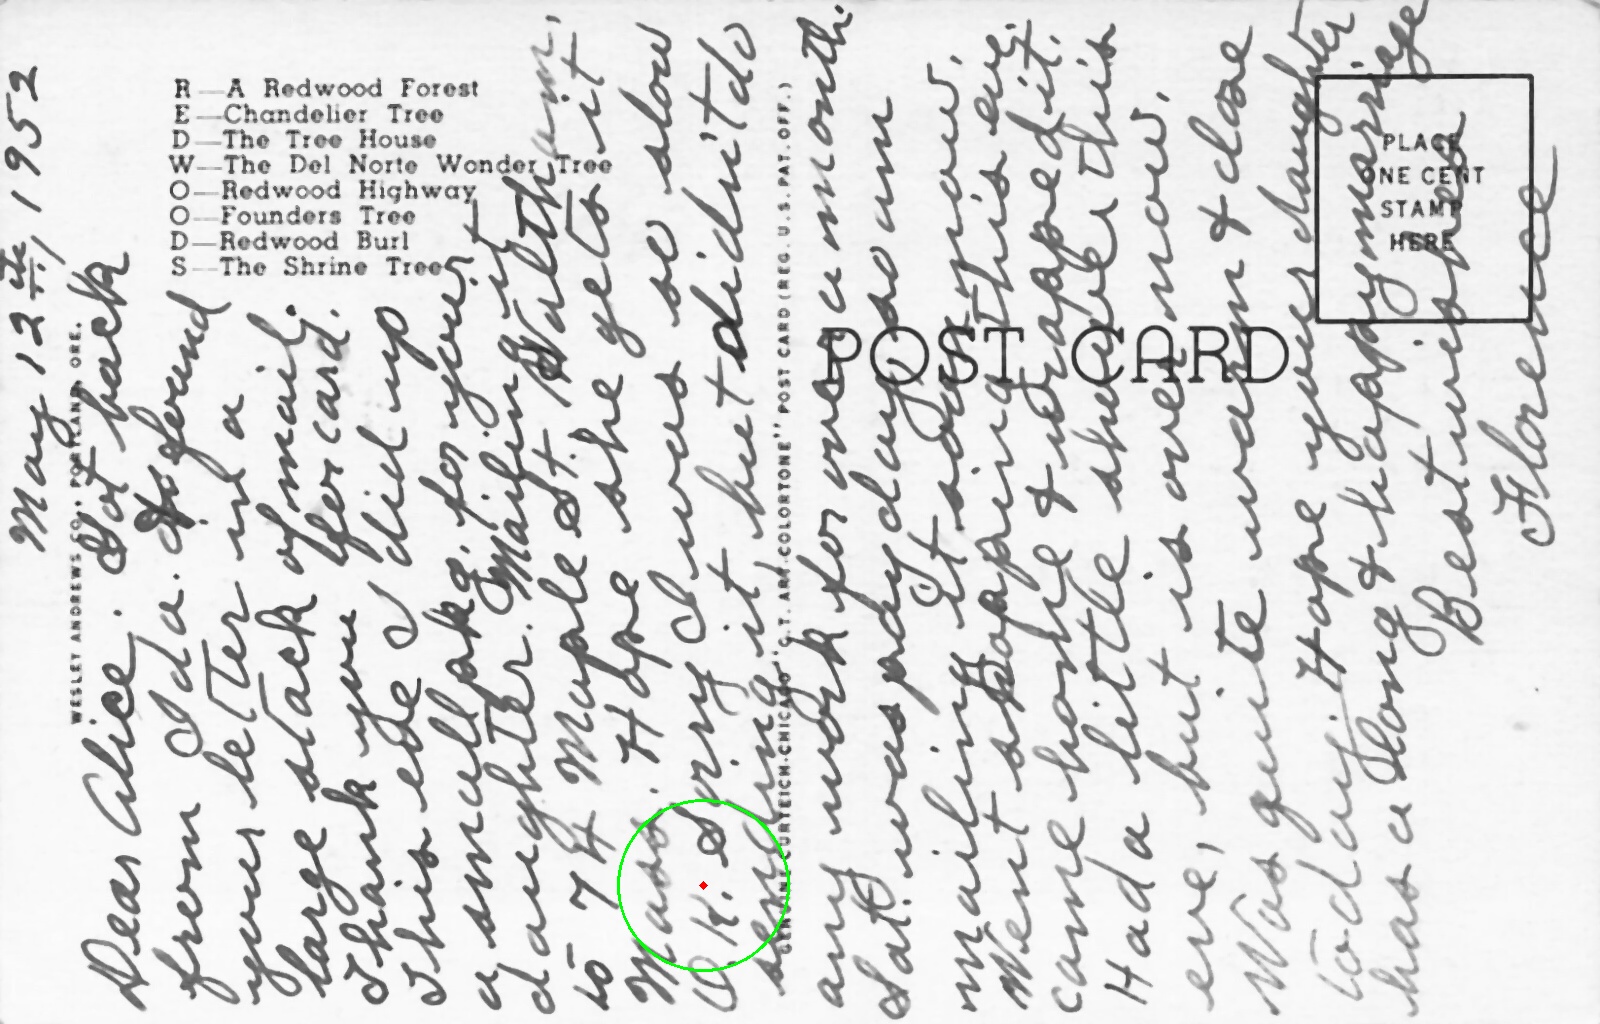 May 12th, 1952
Dear Alice. Got back
from Ida. & found
your letter in a
large stack of mail.
Thank you for card.
This eve I did up
a small pkg. for your
daughter. Mailing it
to 74 Maple St. Waltham,
Mass. Hope she gets it
O.K. Sorry I was so slow
sending it but didn't do
any work for over a month.
Sat. was pay day so am
mailing it say now.
Went shopping this eve,
came home & wrapped it.
Had a little shower this
eve, but is over now.
Was quite warm & close
today. Hope your daughter
has a long & happy marriage
Best wishes
Florence
R—A Redwood Forest
E—Chandelier Tree
D—The Tree House
W—The Del Norte Wonder Tree
O—Redwood Highway
O—Founders Tree
D—Redwood Burl
S—The Shrine Tree
WESLEY ANDREWS CO., PORTLAND, ORE.
GENUINE CURTEICH-CHICAGO "C.T. ART-COLORTONE" POST CARD (REG. U.S. PAT. OFF.)
POST CARD
PLACE
ONE CENT
STAMP
HERE